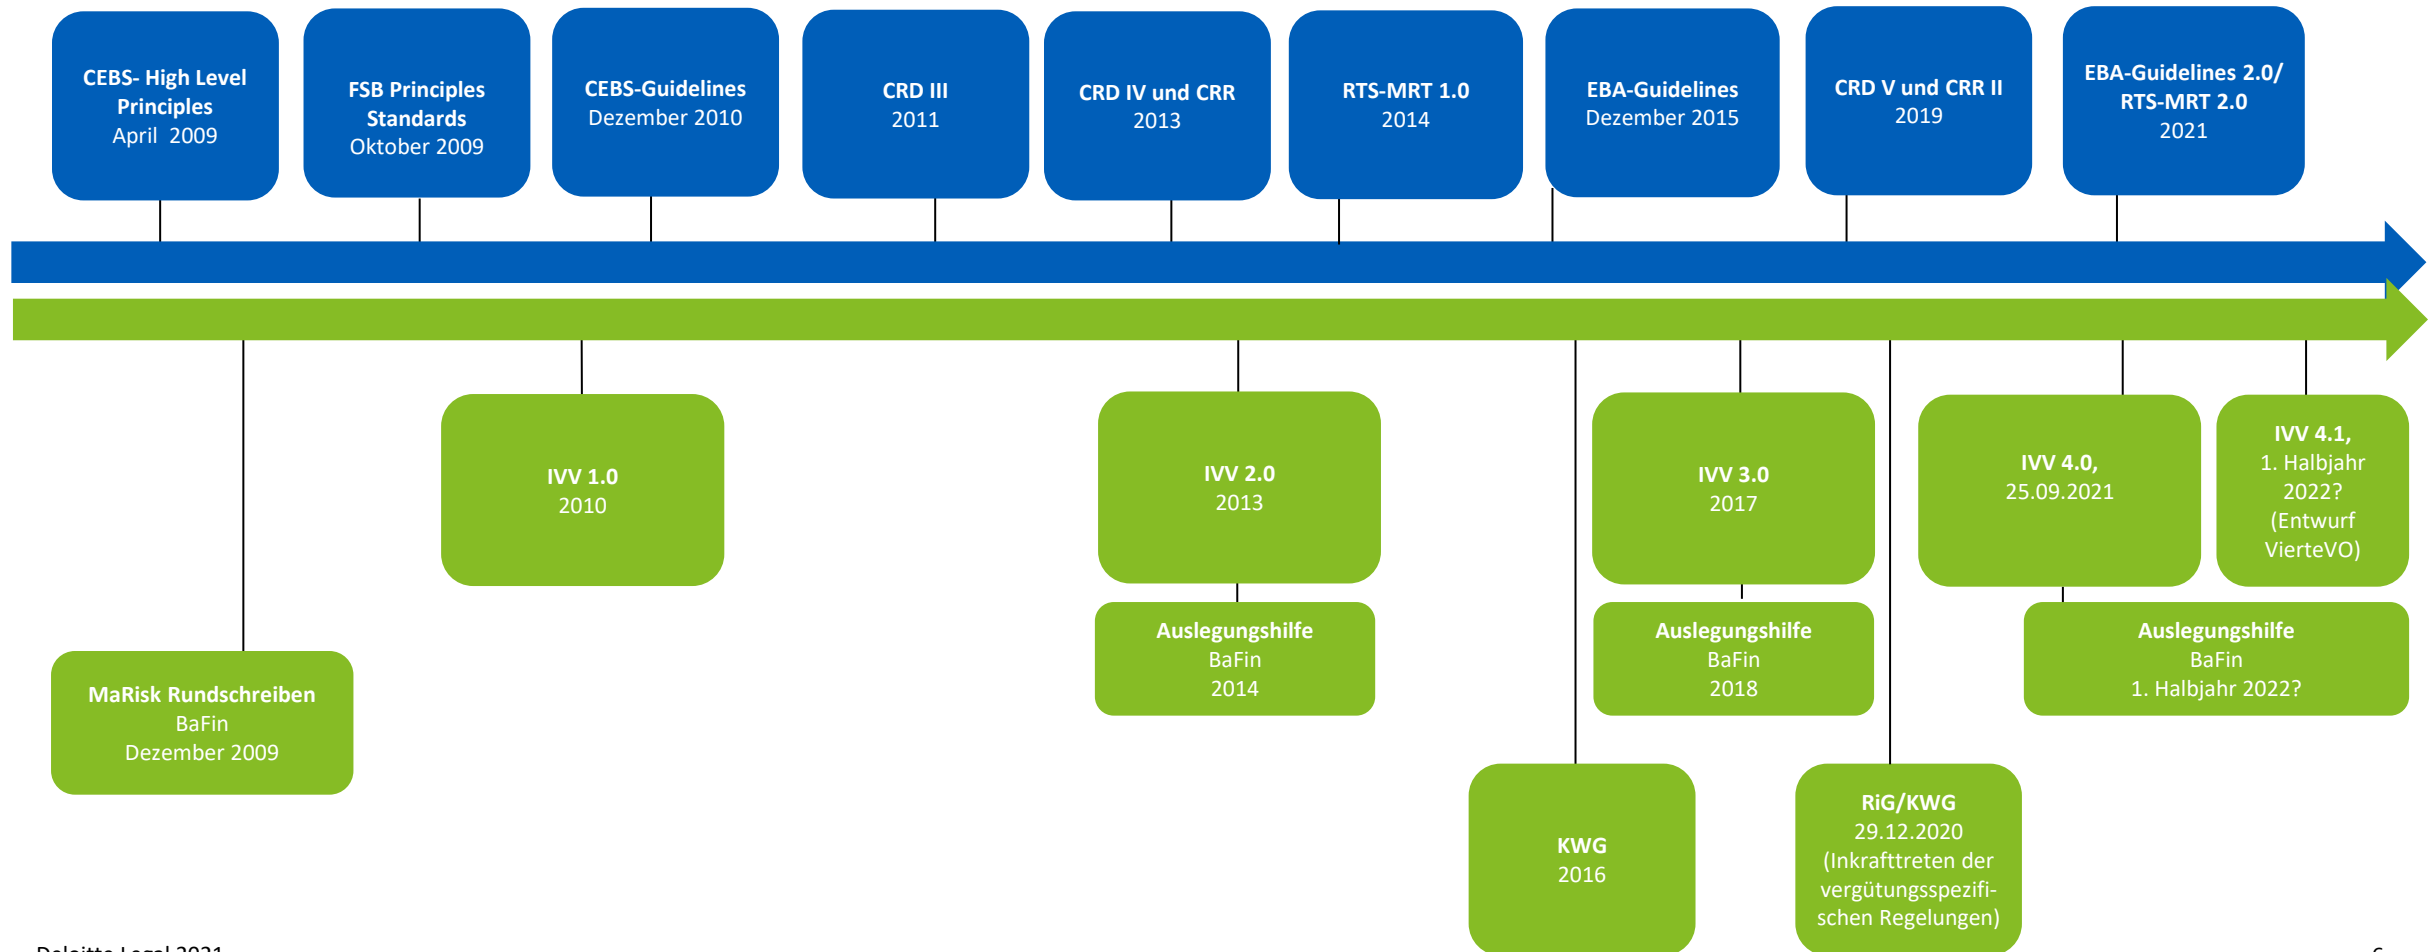 CEBS- High Level
Principles
April 2009
FSB Principles
Standards
Oktober 2009
CEBS-Guidelines
Dezember 2010
CRD III
2011
CRD IV und CRR
2013
RTS-MRT 1.0
2014
EBA-Guidelines
Dezember 2015
CRD V und CRR II
2019
EBA-Guidelines 2.0/
RTS-MRT 2.0
2021
MaRisk Rundschreiben
BaFin
Dezember 2009
IVV 1.0
2010
IVV 2.0
2013
Auslegungshilfe
BaFin
2014
KWG
2016
IVV 3.0
2017
Auslegungshilfe
BaFin
2018
RiG/KWG
29.12.2020
(Inkrafttreten der
vergütungsspezifi-
schen Regelungen)
IVV 4.0,
25.09.2021
IVV 4.1,
1. Halbjahr
2022?
(Entwurf
VierteVO)
Auslegungshilfe
BaFin
1. Halbjahr 2022?
Deloitte Legal 2021
6